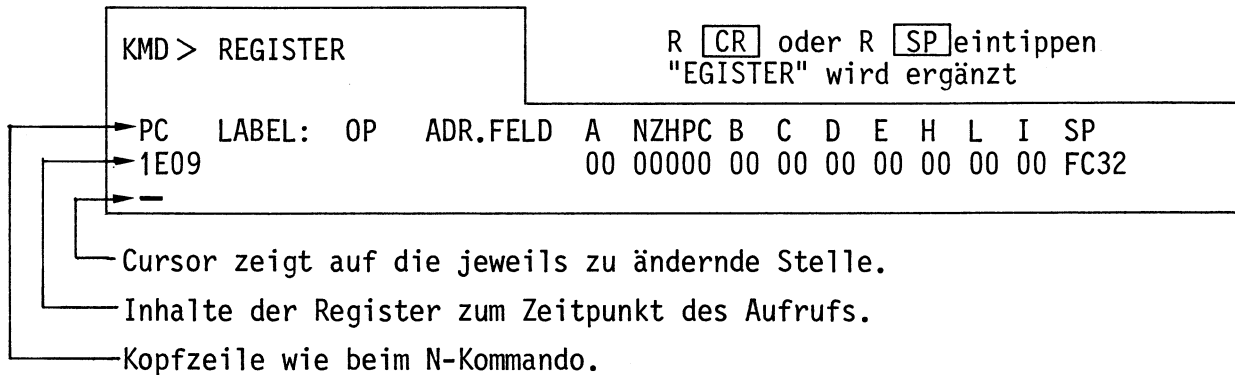 KMD> REGISTER
R CR oder R SP eintippen
"EGISTER" wird ergänzt
PC LABEL: OP ADR.FELD A NZHPC B C D E H L I SP
1E09 00 00000 00 00 00 00 00 00 00 FC32
Cursor zeigt auf die jeweils zu ändernde Stelle.
Inhalte der Register zum Zeitpunkt des Aufrufs.
Kopfzeile wie beim N-Kommando.